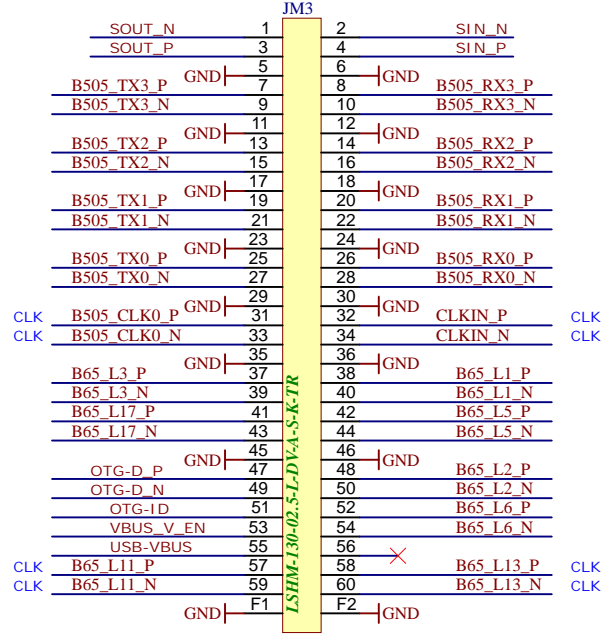 JM3
SOUT_N 1 2 SIN_N
SOUT_P 3 4 SIN_P
GND 5 6 GND
B505_TX3_P 7 8 B505_RX3_P
B505_TX3_N 9 10 B505_RX3_N
GND 11 12 GND
B505_TX2_P 13 14 B505_RX2_P
B505_TX2_N 15 16 B505_RX2_N
GND 17 18 GND
B505_TX1_P 19 20 B505_RX1_P
B505_TX1_N 21 22 B505_RX1_N
GND 23 24 GND
B505_TX0_P 25 26 B505_RX0_P
B505_TX0_N 27 28 B505_RX0_N
GND 29 30 GND
CLK B505_CLK0_P 31 32 CLKIN_P CLK
CLK B505_CLK0_N 33 34 CLKIN_N CLK
GND 35 36 GND
B65_L3_P 37 38 B65_L1_P
B65_L3_N 39 40 B65_L1_N
B65_L17_P 41 42 B65_L5_P
B65_L17_N 43 44 B65_L5_N
GND 45 46 GND
OTG-D_P 47 48 B65_L2_P
OTG-D_N 49 50 B65_L2_N
OTG-ID 51 52 B65_L6_P
VBUS_V_EN 53 54 B65_L6_N
USB-VBUS 55 56
CLK B65_L11_P 57 58 B65_L13_P CLK
CLK B65_L11_N 59 60 B65_L13_N CLK
GND F1 F2 GND
LSHM-130-02.5-L-DV-A-S-K-TR